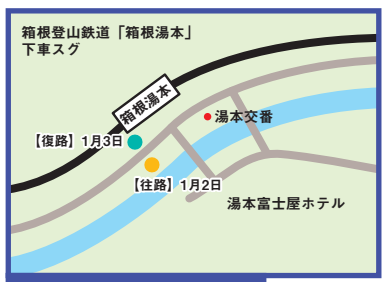 箱根登山鉄道「箱根湯本」
下車スグ
箱根湯本
湯本交番
【復路】1月3日
【往路】1月2日
湯本富士屋ホテル